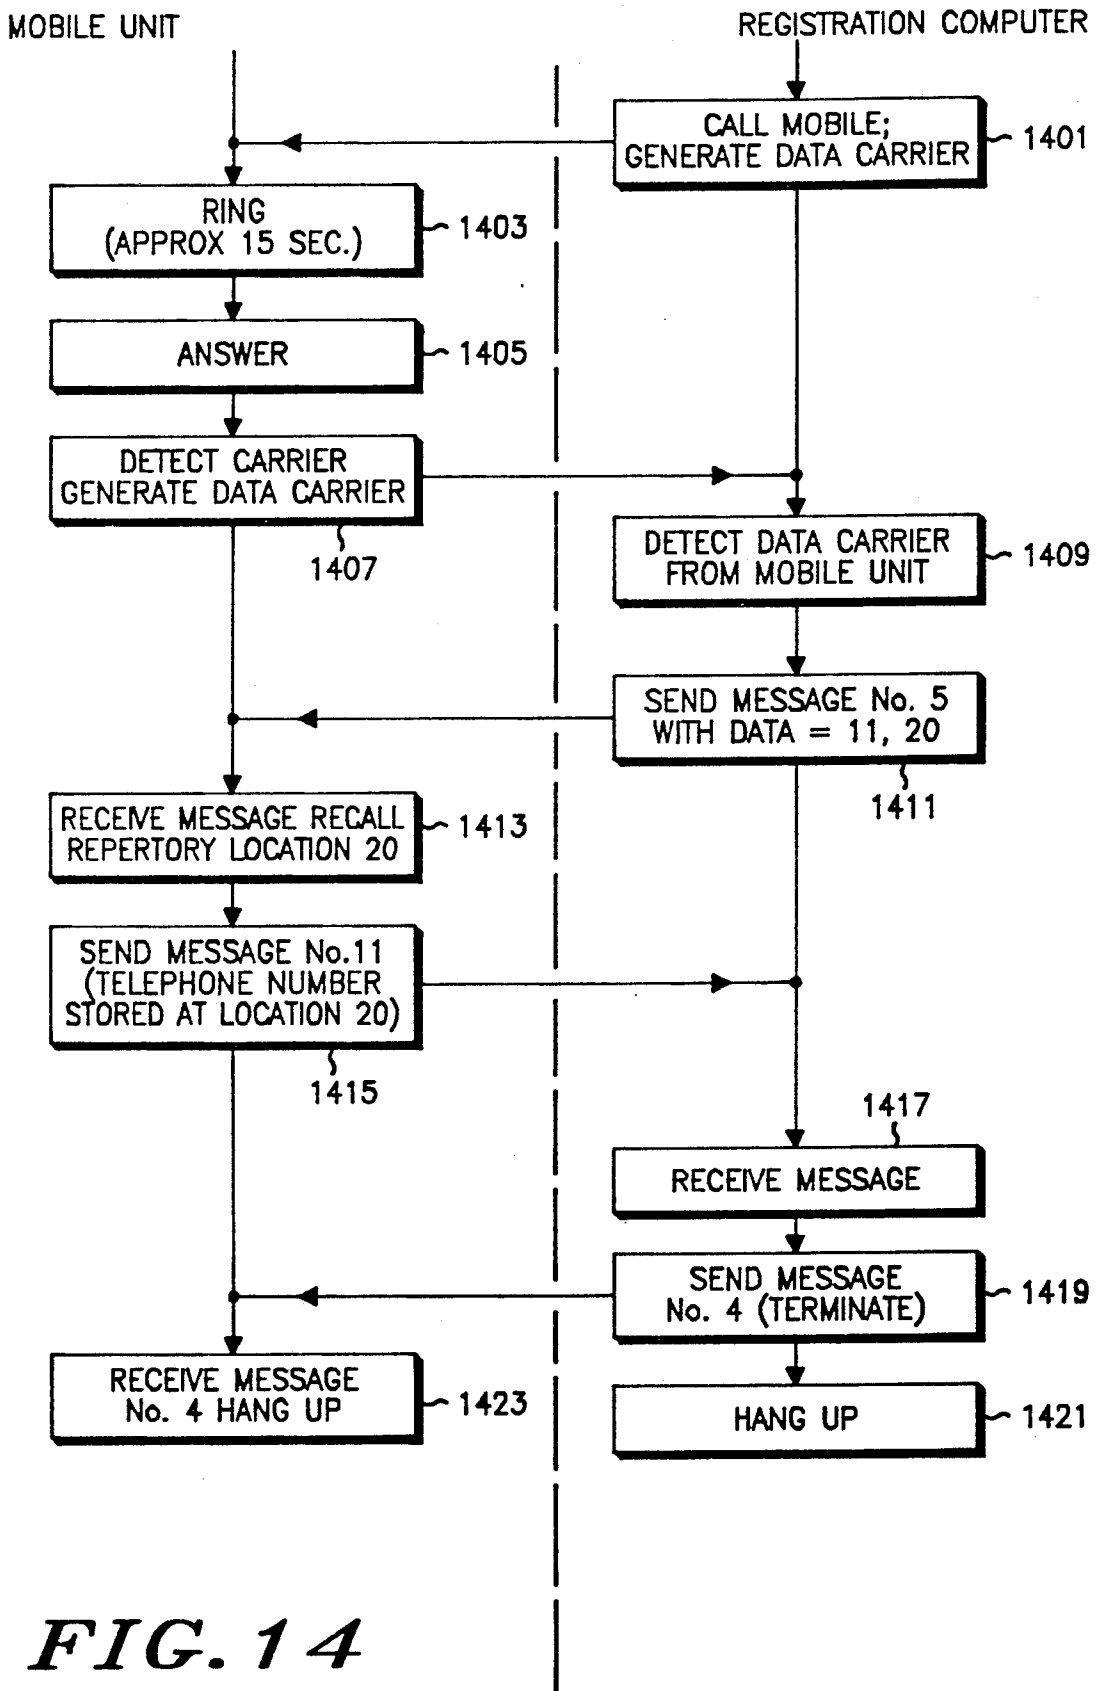 MOBILE UNIT
REGISTRATION COMPUTER
CALL MOBILE;
GENERATE DATA CARRIER
1401
RING
(APPROX 15 SEC.)
1403
ANSWER
1405
DETECT CARRIER
GENERATE DATA CARRIER
1407
DETECT DATA CARRIER
FROM MOBILE UNIT
1409
SEND MESSAGE No. 5
WITH DATA = 11, 20
1411
RECEIVE MESSAGE RECALL
REPERTORY LOCATION 20
1413
SEND MESSAGE No.11
(TELEPHONE NUMBER
STORED AT LOCATION 20)
1415
1417
RECEIVE MESSAGE
SEND MESSAGE
No. 4 (TERMINATE)
1419
RECEIVE MESSAGE
No. 4 HANG UP
1423
HANG UP
1421
FIG. 14